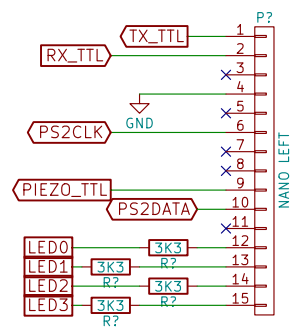 P?
TX_TTL 1
RX_TTL 2
3
4
GND
5
PS2CLK 6
7
8
PIEZO_TTL 9
PS2DATA 10
11
LED0 3K3 12
R?
LED1 3K3 13
R?
LED2 3K3 14
R?
LED3 3K3 15
R?
NANO LEFT